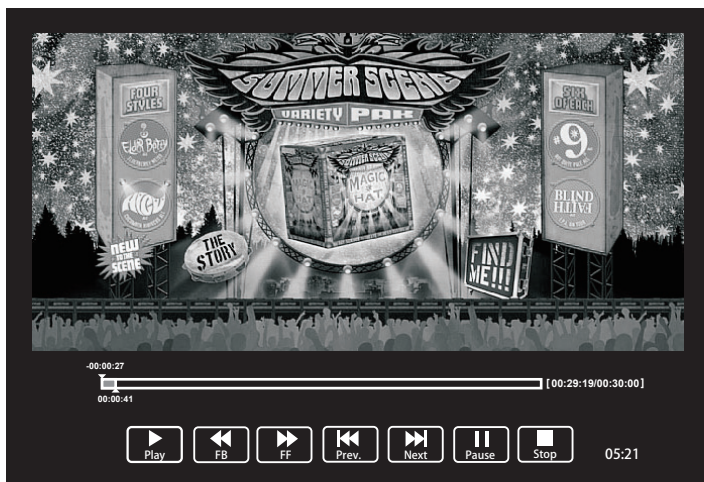 SUMMER SCENE
VARIETY PAK
FOUR
STYLES
SIX
OF EACH
#9
MAGIC
HAT
BLIND
FAITH
NEW
TO THE
SCENE
THE
STORY
FIND
ME!!!
-00:00:27
[00:29:19/00:30:00]
00:00:41
Play
FB
FF
Prev.
Next
Pause
Stop
05:21